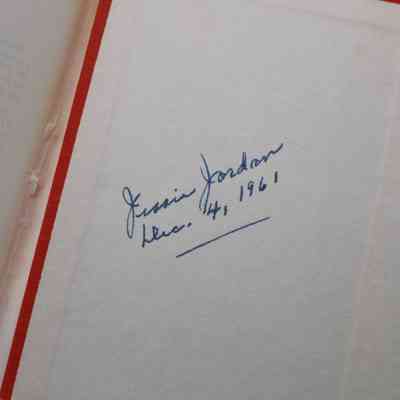 Jessie Jordan
Dec. 4, 1961